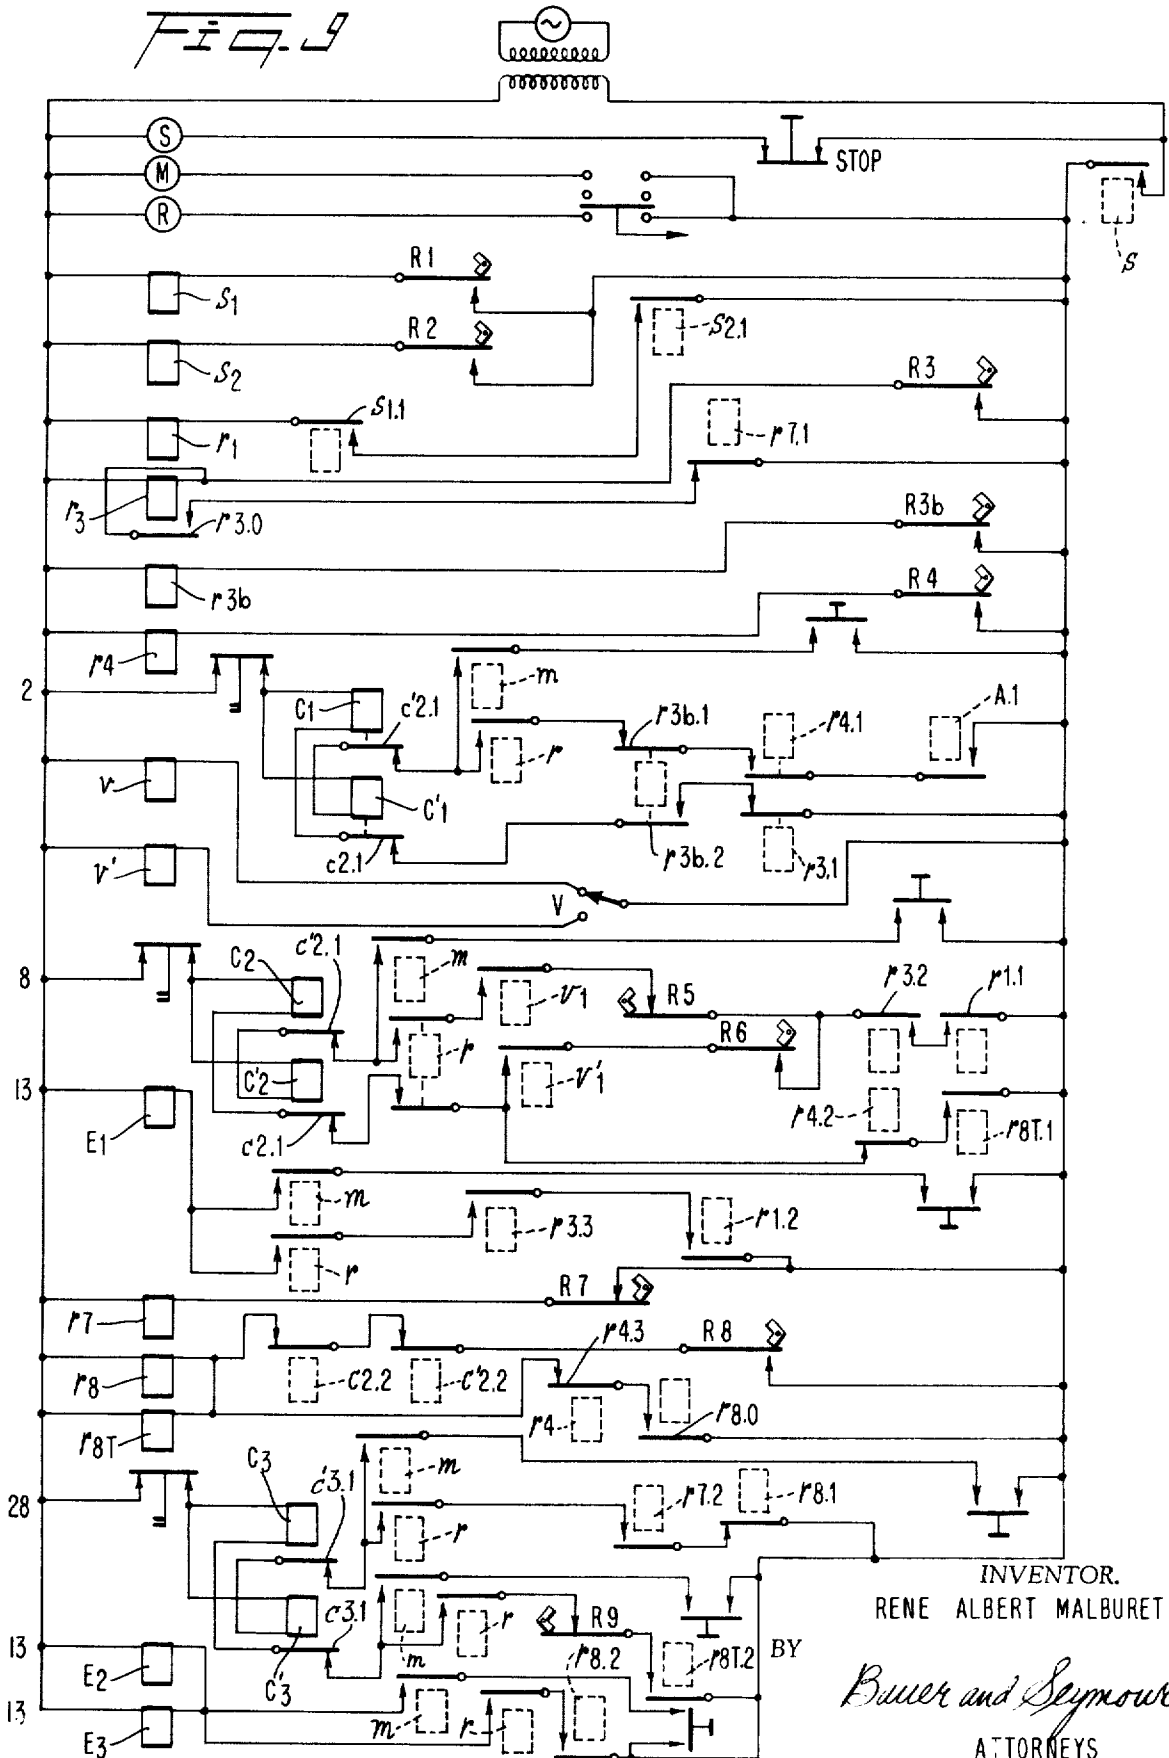 Fig. 9
S
STOP
M
R
s
R1
s1
s2.1
R2
s2
R3
s1.1
r7.1
r1
r3
r3.0
R3b
r3b
R4
r4
2
m
A.1
C1
c'2.1
r3b.1
r4.1
r
v
C'1
c2.1
r3b.2
r3.1
v'
V
8
C2
c'2.1
m
v1
R5
r3.2
r1.1
r
R6
13
C'2
v'1
r4.2
E1
c2.1
r8T.1
m
r3.3
r1.2
r
R7
r7
r4.3
R8
r8
c2.2
c'2.2
r4
r8.0
r8T
C3
m
c'3.1
r7.2
r8.1
28
r
INVENTOR.
RENE ALBERT MALBURET
c3.1
r
R9
13
m
r8T.2
BY
E2
C'3
r8.2
Bauer and Seymour
13
m
r
E3
ATTORNEYS